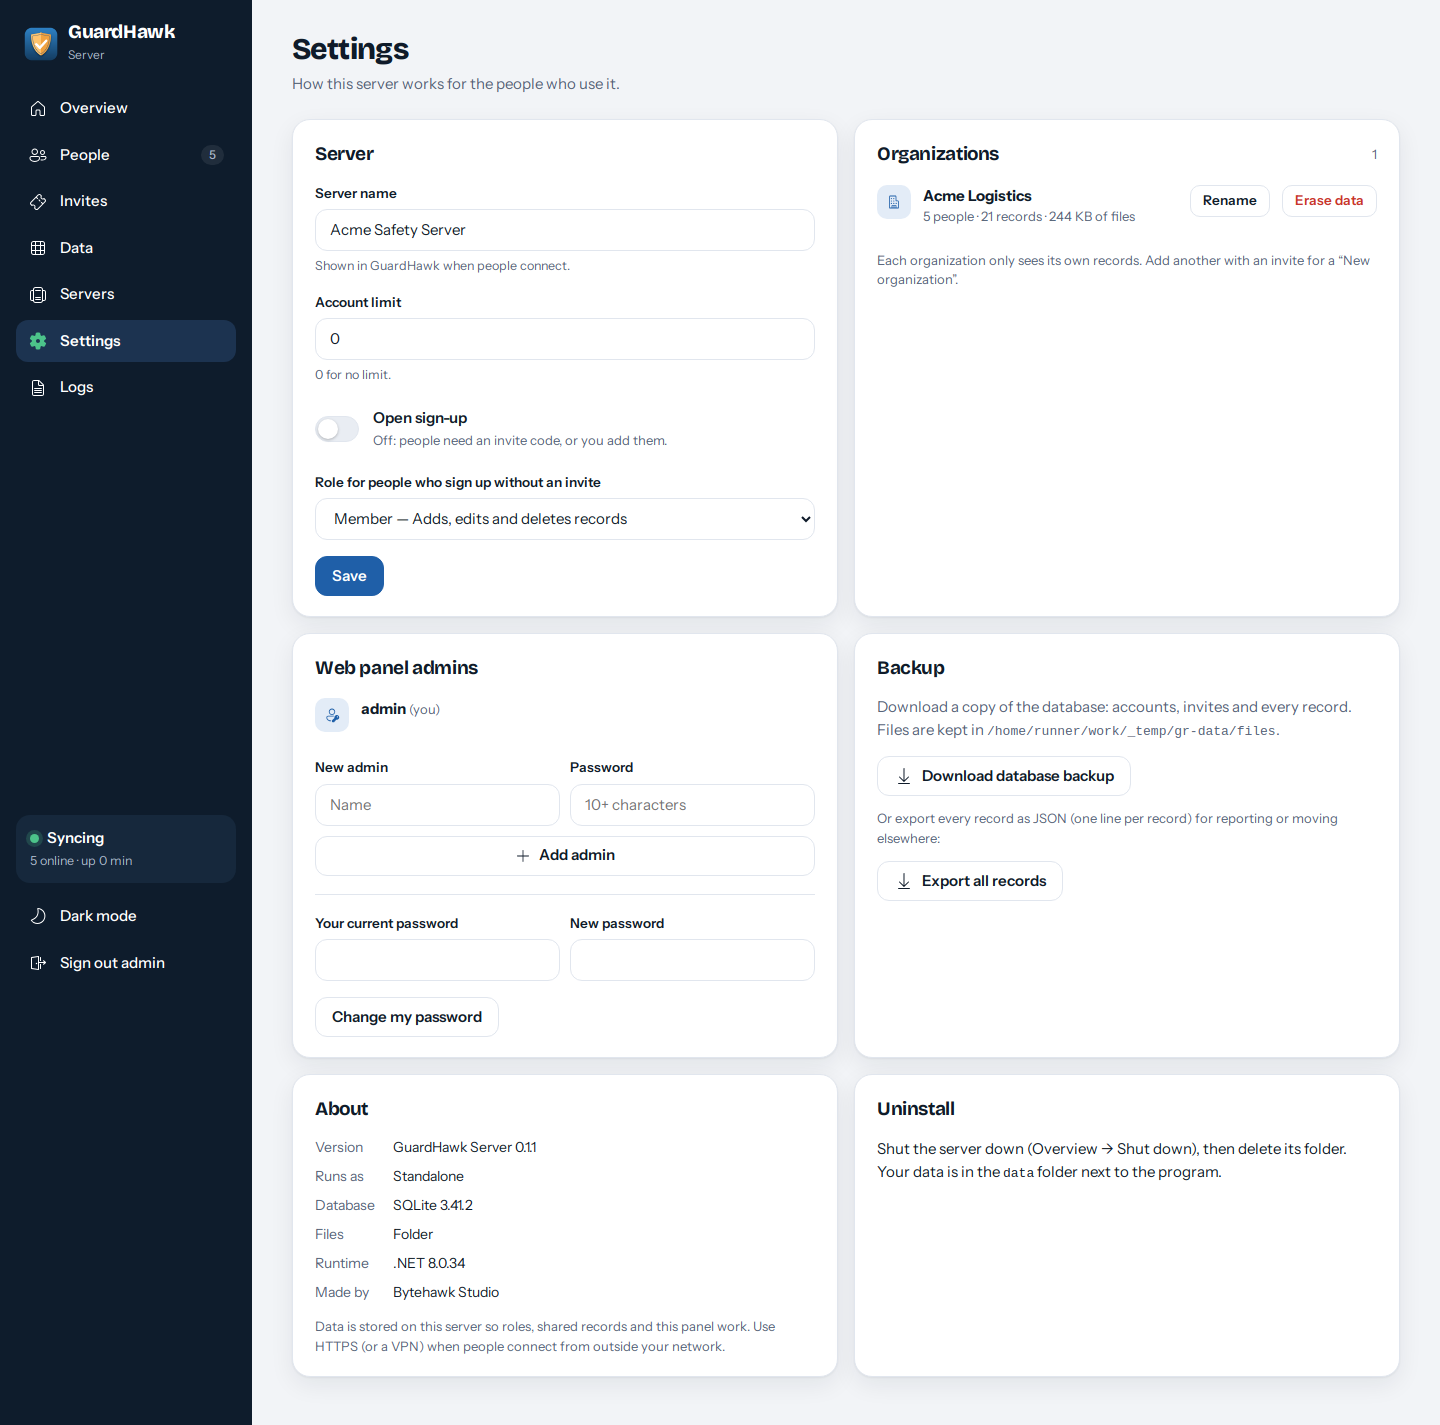 GuardHawk
Server
Overview
People 5
Invites
Data
Servers
Settings
Logs
Syncing
5 online · up 0 min
Dark mode
Sign out admin
Settings
How this server works for the people who use it.
Server
Server name
Acme Safety Server
Shown in GuardHawk when people connect.
Account limit
0
0 for no limit.
Open sign-up
Off: people need an invite code, or you add them.
Role for people who sign up without an invite
Member — Adds, edits and deletes records
Save
Organizations 1
Acme Logistics
5 people · 21 records · 244 KB of files
Rename
Erase data
Each organization only sees its own records. Add another with an invite for a “New
organization”.
Web panel admins
admin (you)
New admin Password
Name 10+ characters
Add admin
Your current password New password
Change my password
Backup
Download a copy of the database: accounts, invites and every record.
Files are kept in /home/runner/work/_temp/gr-data/files.
Download database backup
Or export every record as JSON (one line per record) for reporting or moving
elsewhere:
Export all records
About
Version GuardHawk Server 0.1.1
Runs as Standalone
Database SQLite 3.41.2
Files Folder
Runtime .NET 8.0.34
Made by Bytehawk Studio
Data is stored on this server so roles, shared records and this panel work. Use
HTTPS (or a VPN) when people connect from outside your network.
Uninstall
Shut the server down (Overview → Shut down), then delete its folder.
Your data is in the data folder next to the program.